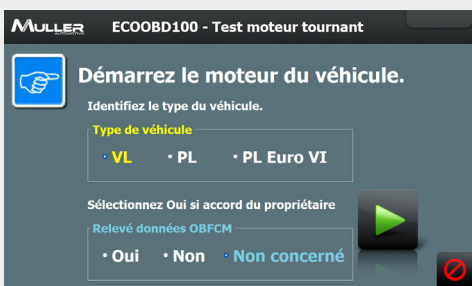 MULLER
AUTOMOTIVE
ECOOBD100 - Test moteur tournant
Démarrez le moteur du véhicule.
Identifiez le type du véhicule.
Type de véhicule
VL PL PL Euro VI
Sélectionnez Oui si accord du propriétaire
Relevé données OBFCM
Oui Non Non concerné